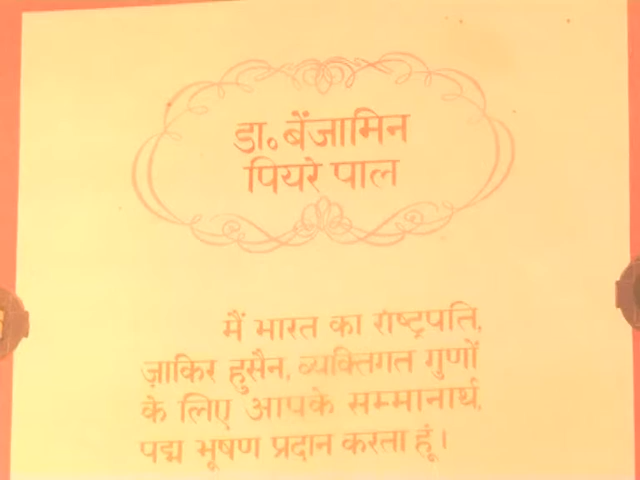 डा. बेंजामिन
पियरे पाल
मैं भारत का राष्ट्रपति,
ज़ाकिर हुसैन, व्यक्तिगत गुणों
के लिए आपके सम्मानार्थ,
पद्म भूषण प्रदान करता हूं।